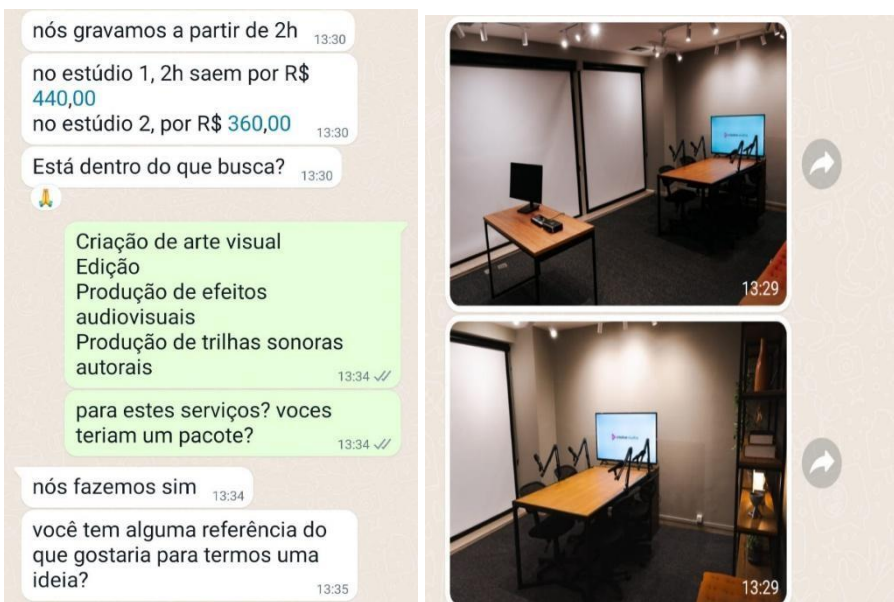 nós gravamos a partir de 2h
13:30
no estúdio 1, 2h saem por R$
440,00
no estúdio 2, por R$ 360,00
13:30
Está dentro do que busca?
13:30
🙏
Criação de arte visual
Edição
Produção de efeitos
audiovisuais
Produção de trilhas sonoras
autorais
13:34
para estes serviços? voces
teriam um pacote?
13:34
nós fazemos sim
13:34
você tem alguma referência do
que gostaria para termos uma
ideia?
13:35
13:29
13:29